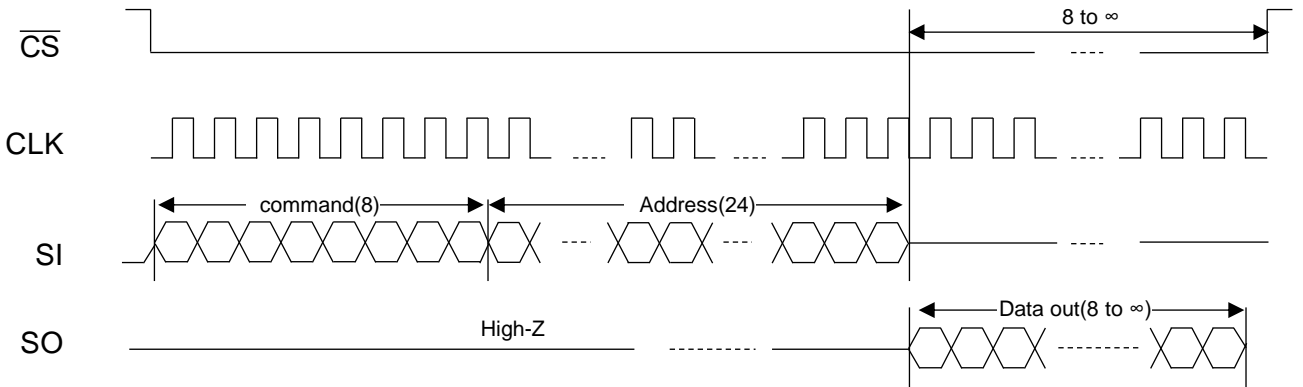 8 to ∞
CS
CLK
command(8)
Address(24)
SI
Data out(8 to ∞)
High-Z
SO